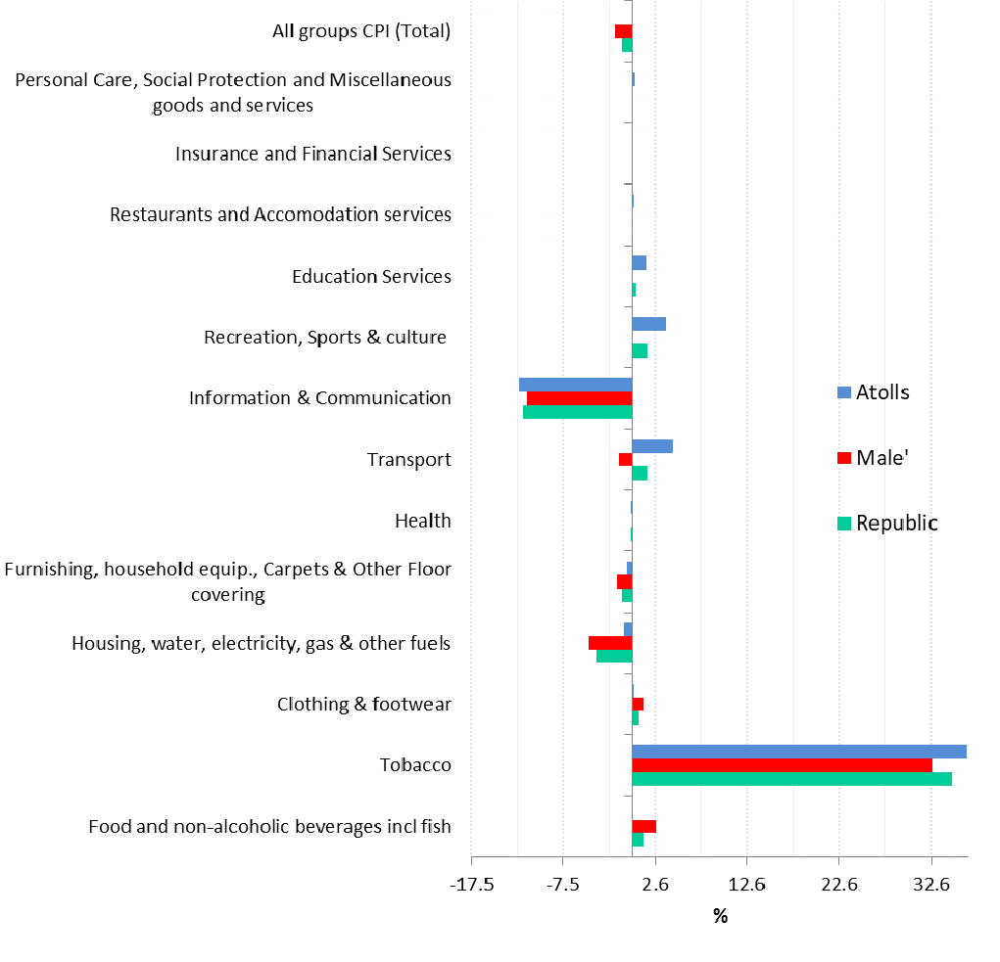 All groups CPI (Total)
Personal Care, Social Protection and Miscellaneous
goods and services
Insurance and Financial Services
Restaurants and Accomodation services
Education Services
Recreation, Sports & culture
Information & Communication
Transport
Health
Furnishing, household equip., Carpets & Other Floor
covering
Housing, water, electricity, gas & other fuels
Clothing & footwear
Tobacco
Food and non-alcoholic beverages incl fish
Atolls
Male'
Republic
-17.5 -7.5 2.6 12.6 22.6 32.6
%